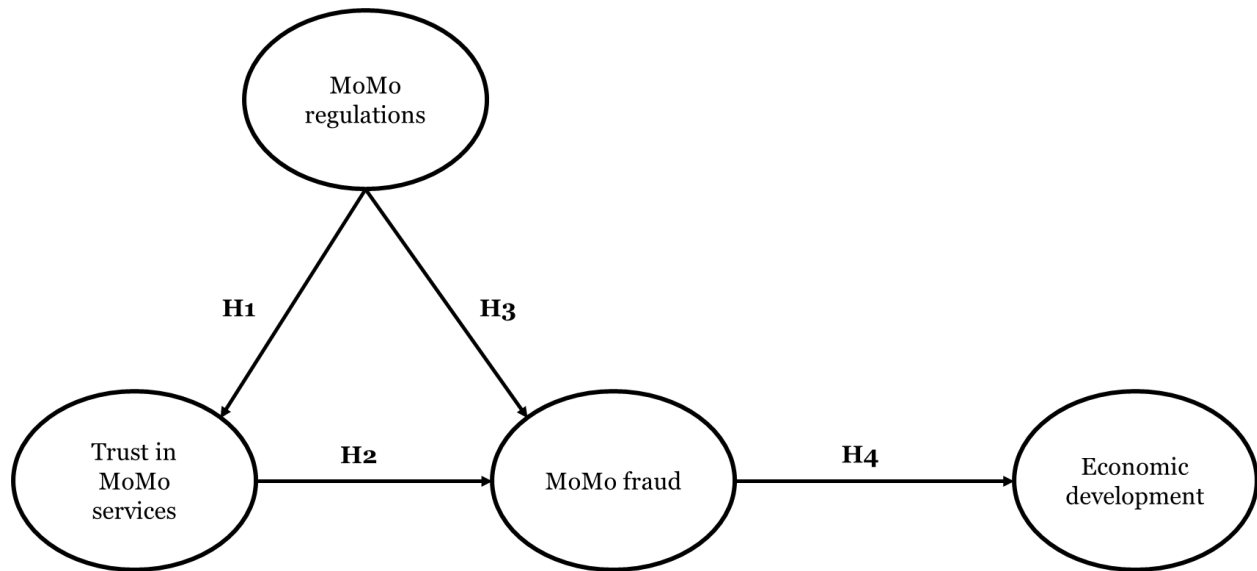 MoMo
regulations
H1
H3
Trust in
MoMo
services
H2
MoMo fraud
H4
Economic
development